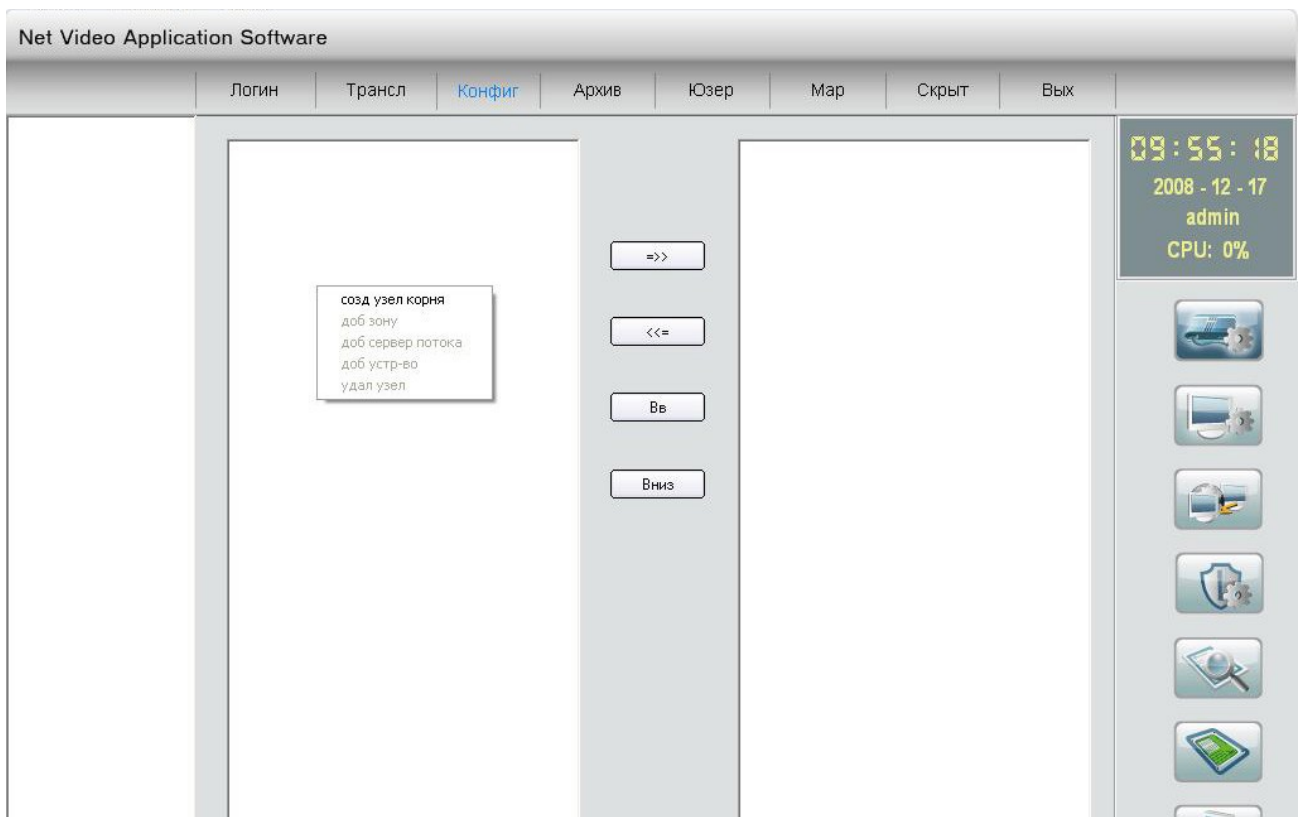 Net Video Application Software
Логин Трансл Конфиг Архив Юзер Мар Скрыт Вых
09:55:18
2008 - 12 - 17
admin
CPU: 0%
=>>
созд узел корня
доб зону
доб сервер потока
доб устр-во
удал узел
<<=
Вв
Вниз